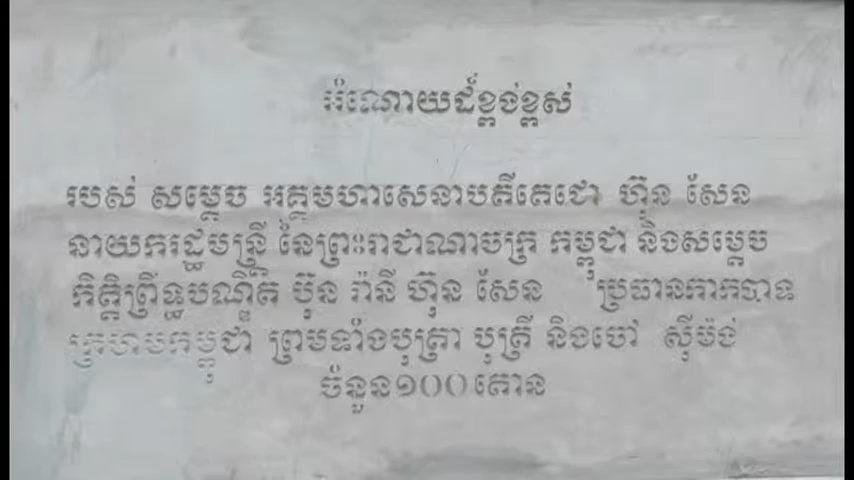 អំណោយដ៏ខ្ពង់ខ្ពស់
របស់ សម្តេច អគ្គមហាសេនាបតីតេជោ ហ៊ុន សែន
នាយករដ្ឋមន្ត្រី នៃព្រះរាជាណាចក្រ កម្ពុជា និងសម្តេច
កិត្តិព្រឹទ្ធបណ្ឌិត ប៊ុន រ៉ានី ហ៊ុន សែន ប្រធានកាកបាទ
ក្រហមកម្ពុជា ព្រមទាំងបុត្រា បុត្រី និងចៅ ស៊ីម៉ង់
ចំនួន១០០តោន